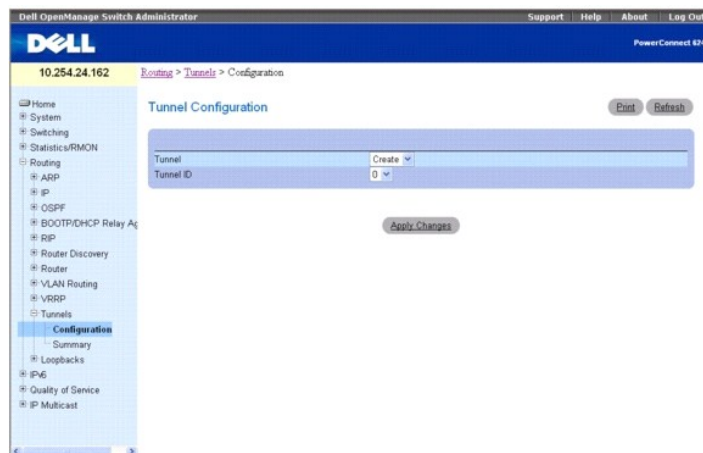 Dell OpenManage Switch Administrator
Support Help About Log Out
DELL
PowerConnect 624
10.254.24.162
Routing > Tunnels > Configuration
Home
System
Switching
Statistics/RMON
Routing
ARP
IP
OSPF
BOOTP/DHCP Relay Ag
RIP
Router Discovery
Router
VLAN Routing
VRRP
Tunnels
Configuration
Summary
Loopbacks
IPv6
Quality of Service
IP Multicast
Tunnel Configuration
Print Refresh
Tunnel Create
Tunnel ID 0
Apply Changes